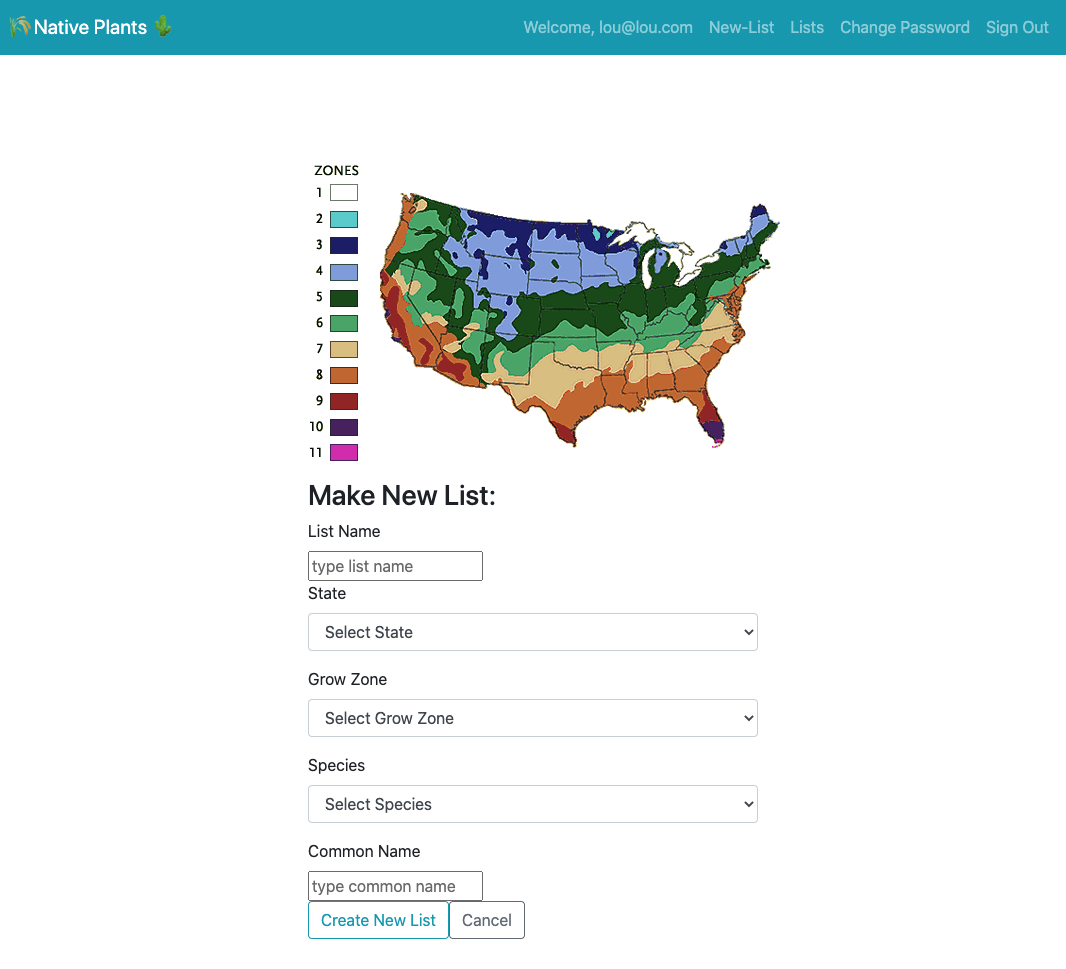 🌾Native Plants 🌵
Welcome, lou@lou.com New-List Lists Change Password Sign Out
ZONES
1
2
3
4
5
6
7
8
9
10
11
Make New List:
List Name
type list name
State
Select State
Grow Zone
Select Grow Zone
Species
Select Species
Common Name
type common name
Create New List Cancel